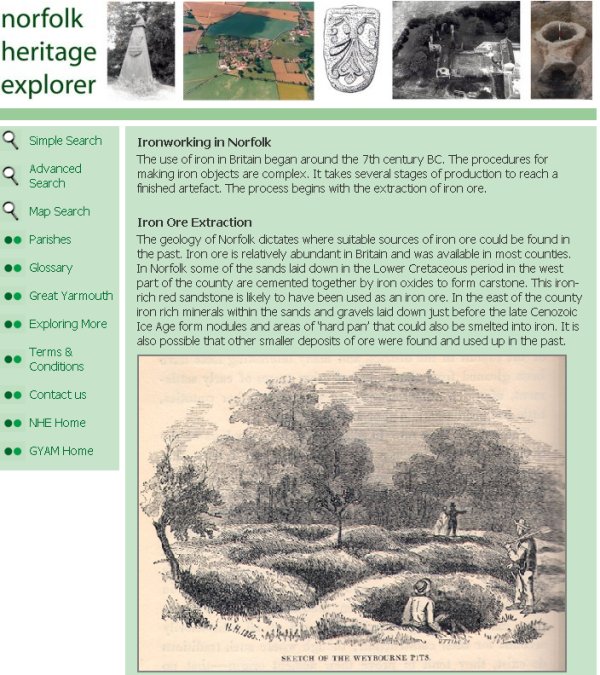 norfolk
heritage
explorer
Simple Search
Advanced
Search
Map Search
Parishes
Glossary
Great Yarmouth
Exploring More
Terms &
Conditions
Contact us
NHE Home
GYAM Home
Ironworking in Norfolk
The use of iron in Britain began around the 7th century BC. The procedures for
making iron objects are complex. It takes several stages of production to reach a
finished artefact. The process begins with the extraction of iron ore.
Iron Ore Extraction
The geology of Norfolk dictates where suitable sources of iron ore could be found in
the past. Iron ore is relatively abundant in Britain and was available in most counties.
In Norfolk some of the sands laid down in the Lower Cretaceous period in the west
part of the county are cemented together by iron oxides to form carstone. This iron-
rich red sandstone is likely to have been used as an iron ore. In the east of the county
iron rich minerals within the sands and gravels laid down just before the late Cenozoic
Ice Age form nodules and areas of 'hard pan' that could also be smelted into iron. It is
also possible that other smaller deposits of ore were found and used up in the past.
SKETCH OF THE WEYBOURNE PITS.